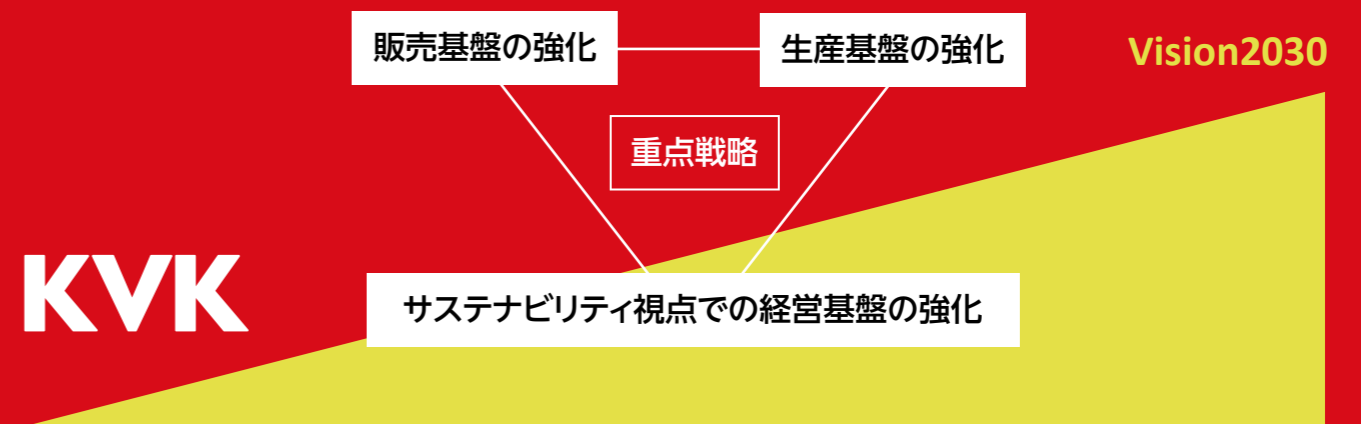 販売基盤の強化
生産基盤の強化
Vision2030
重点戦略
KVK
サステナビリティ視点での経営基盤の強化